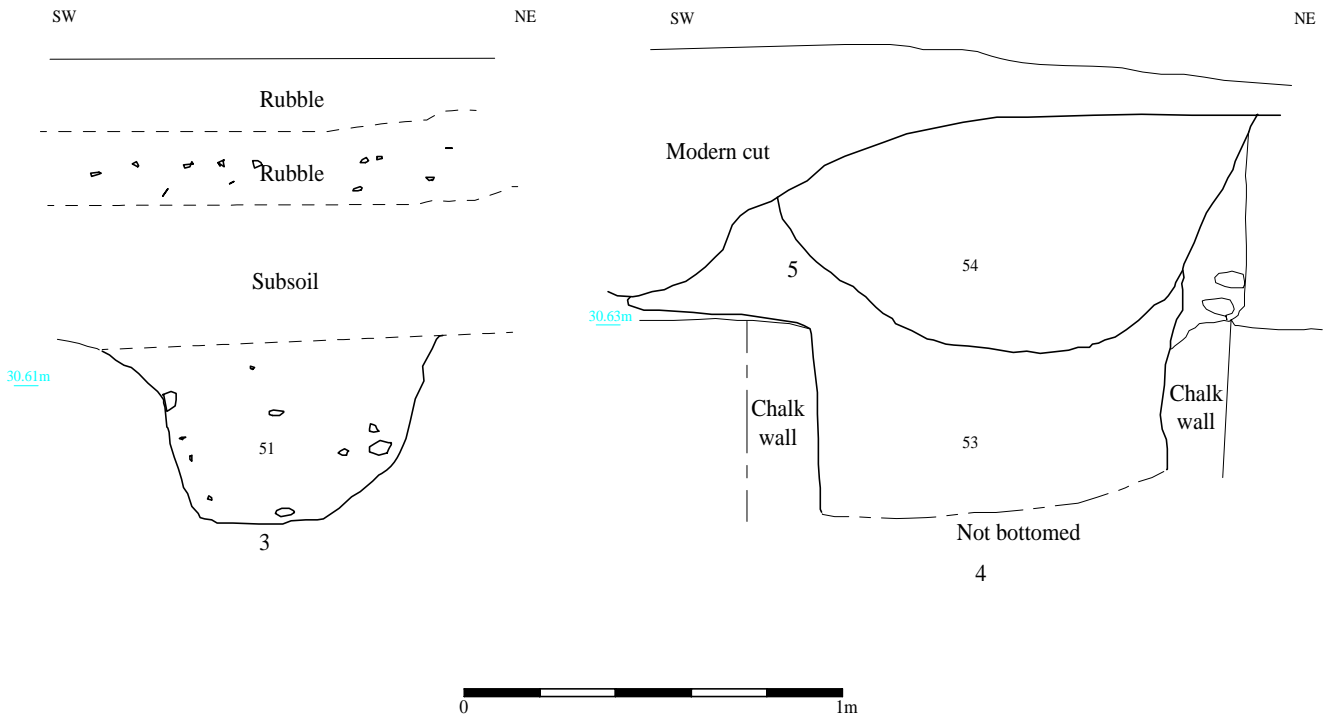 SW
NE
Rubble
Rubble
Subsoil
30.61m
51
3
SW
NE
Modern cut
5
54
30.63m
Chalk
wall
Chalk
wall
53
Not bottomed
4
0
1m